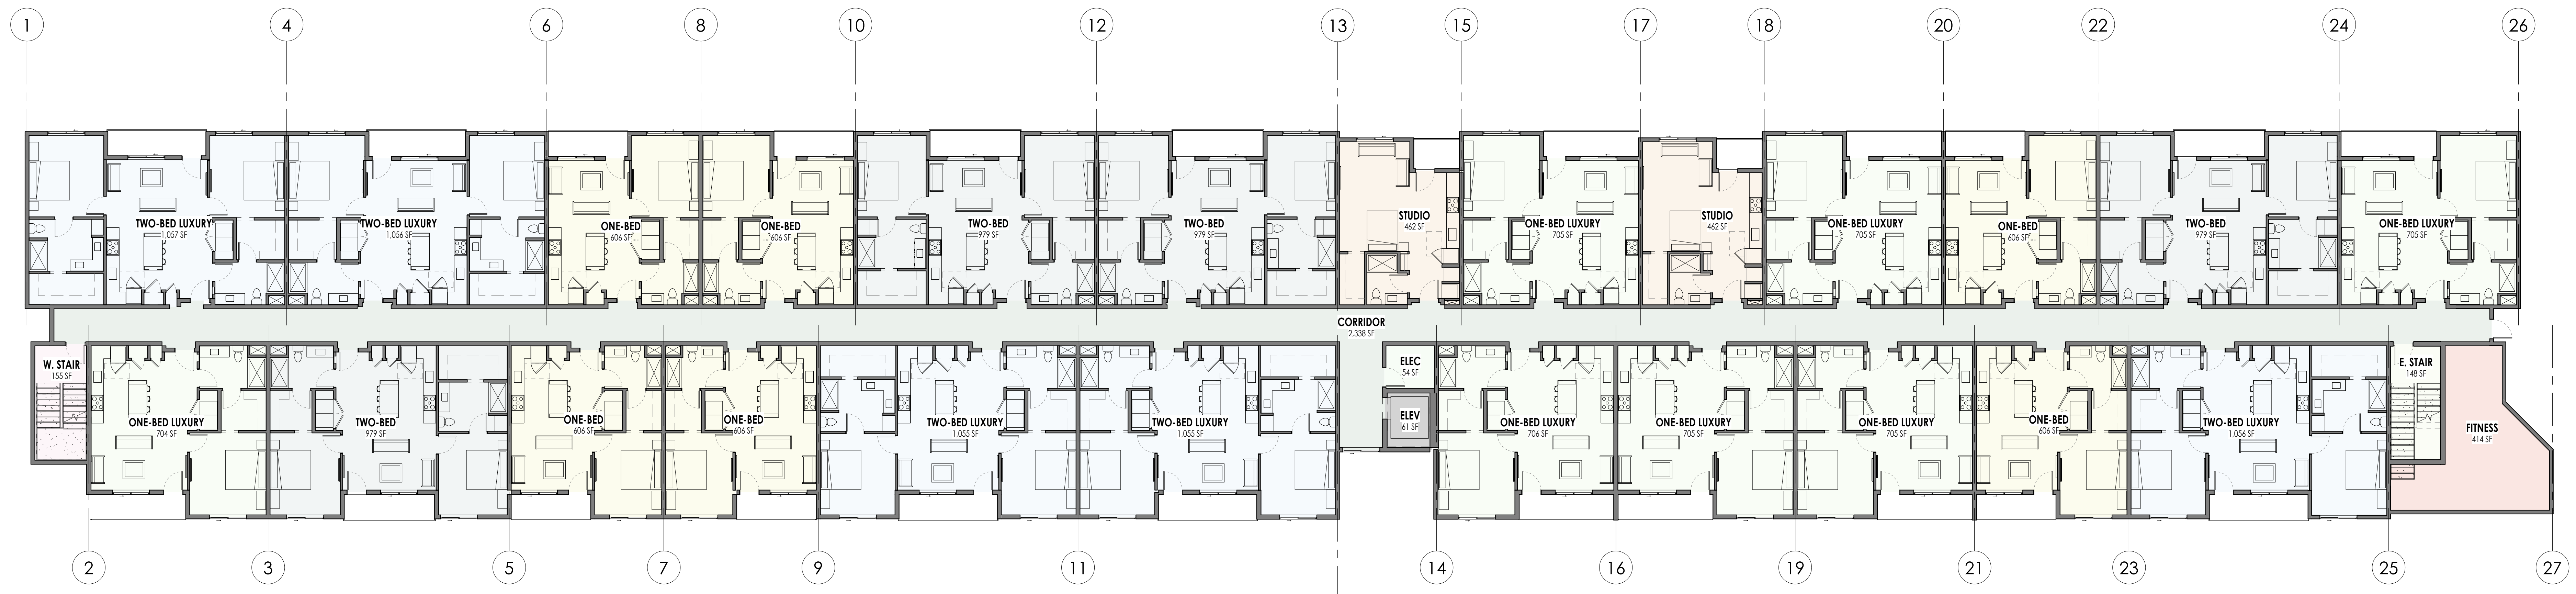 1
4
6
8
10
12
13
15
17
18
20
22
24
26
TWO-BED LUXURY
1,057 SF
TWO-BED LUXURY
1,056 SF
ONE-BED
606 SF
ONE-BED
606 SF
TWO-BED
979 SF
TWO-BED
979 SF
STUDIO
462 SF
ONE-BED LUXURY
705 SF
STUDIO
462 SF
ONE-BED LUXURY
705 SF
ONE-BED
606 SF
TWO-BED
979 SF
ONE-BED LUXURY
705 SF
CORRIDOR
2,338 SF
W. STAIR
155 SF
ONE-BED LUXURY
704 SF
TWO-BED
979 SF
ONE-BED
606 SF
ONE-BED
606 SF
TWO-BED LUXURY
1,055 SF
TWO-BED LUXURY
1,055 SF
ELEC
54 SF
ELEV
61 SF
ONE-BED LUXURY
706 SF
ONE-BED LUXURY
705 SF
ONE-BED LUXURY
705 SF
ONE-BED
606 SF
TWO-BED LUXURY
1,056 SF
E. STAIR
148 SF
FITNESS
414 SF
2
3
5
7
9
11
14
16
19
21
23
25
27